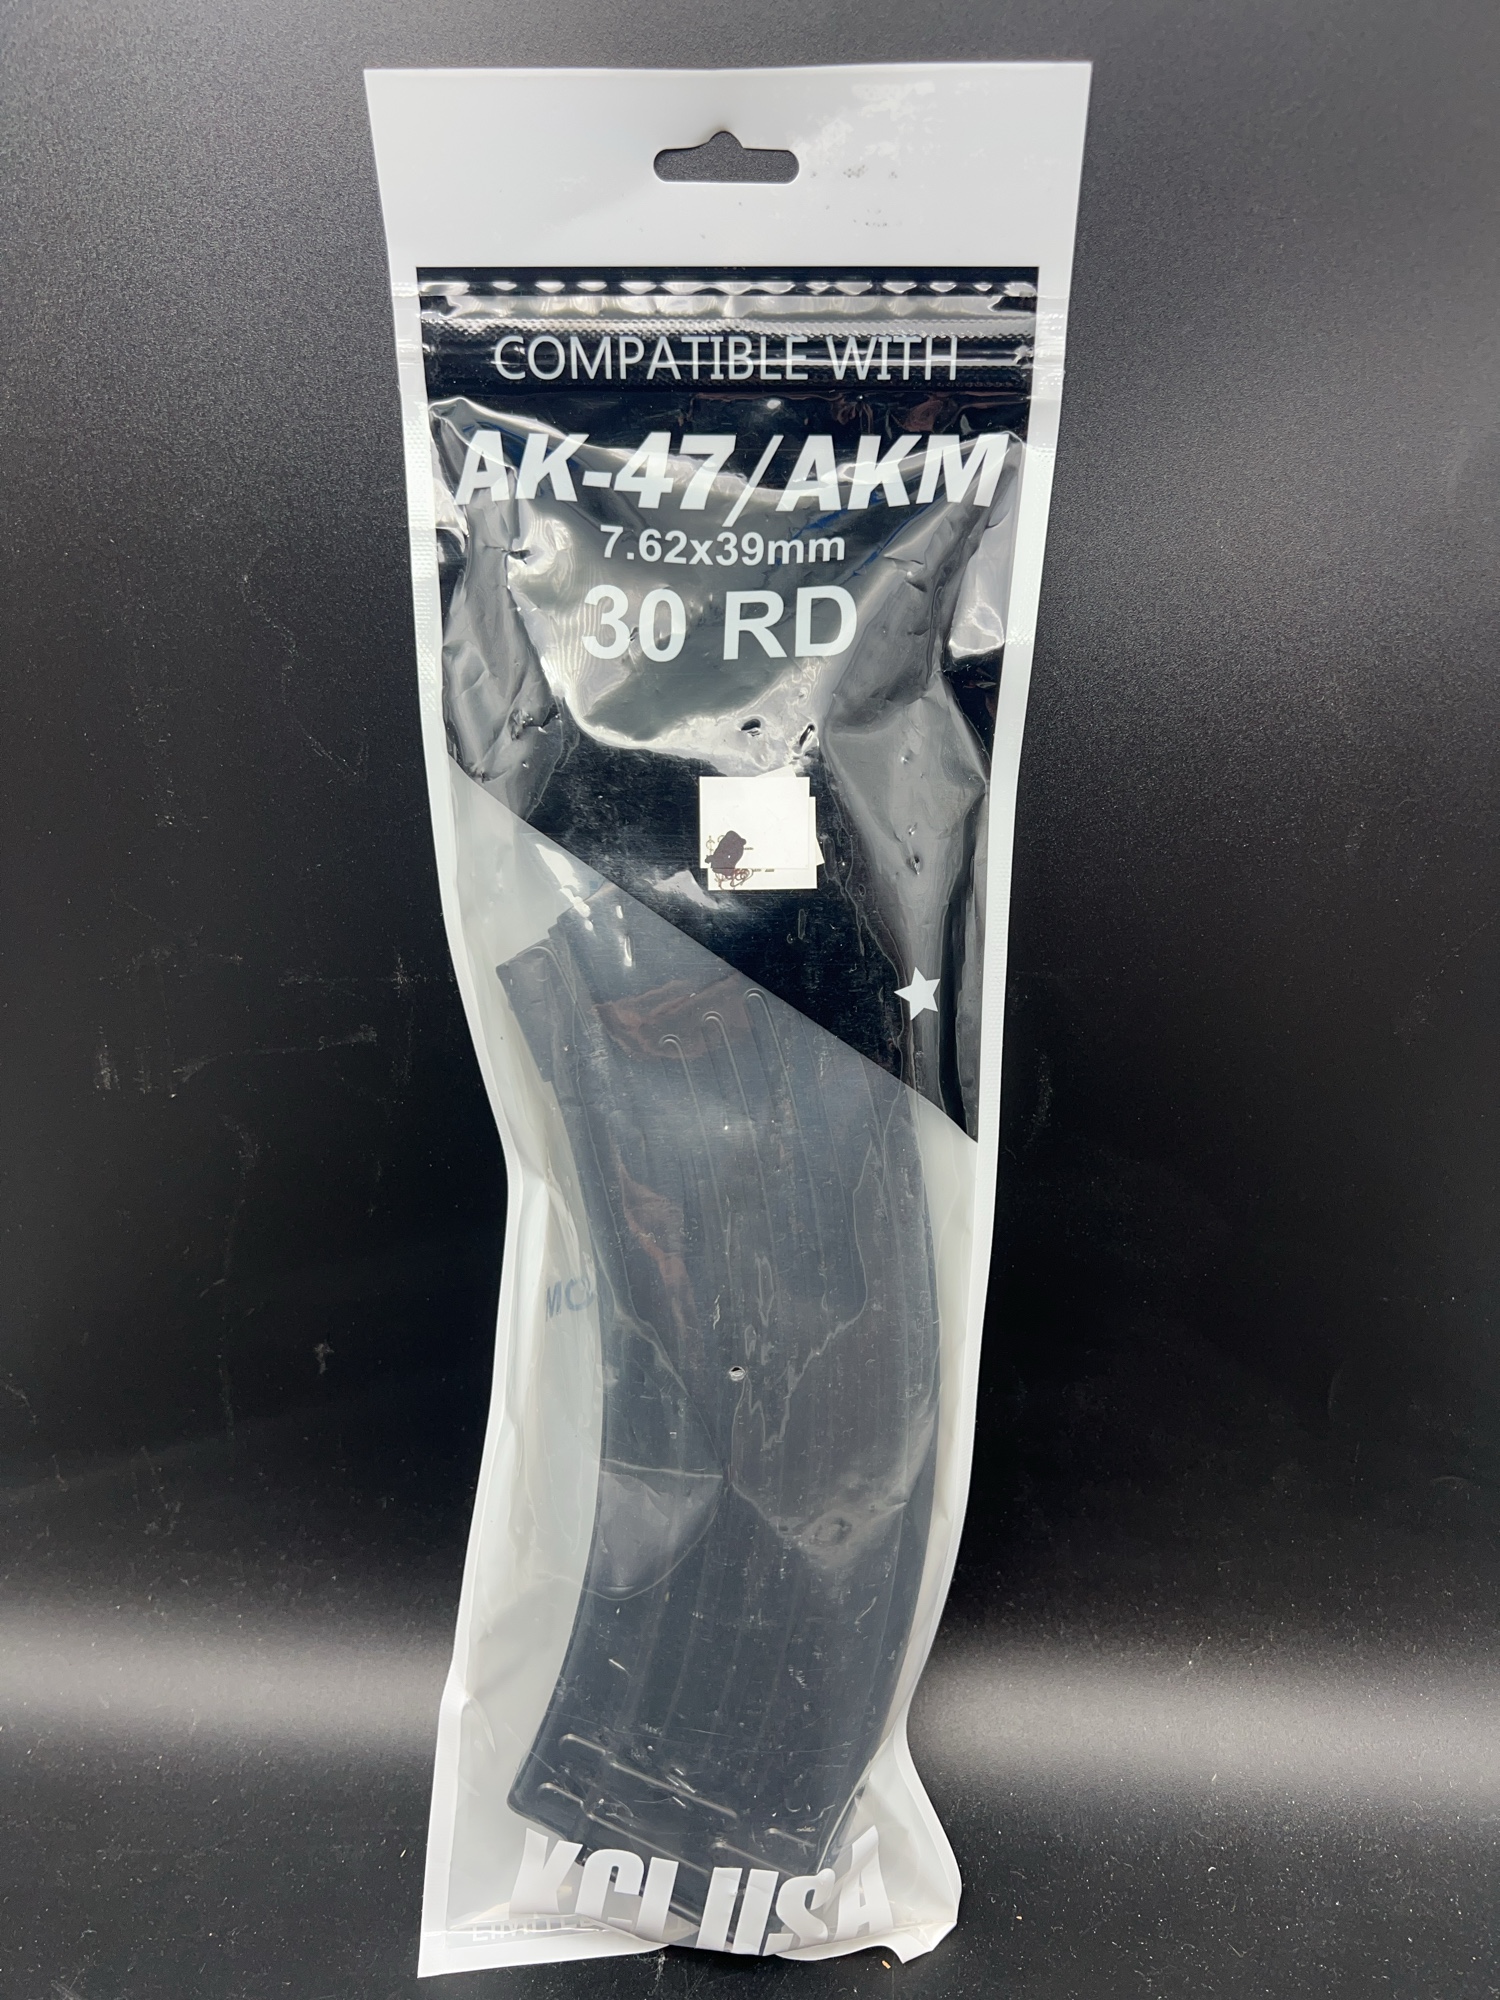 COMPATIBLE WITH
AK-47/AKM
7.62x39mm
30 RD
KCI USA